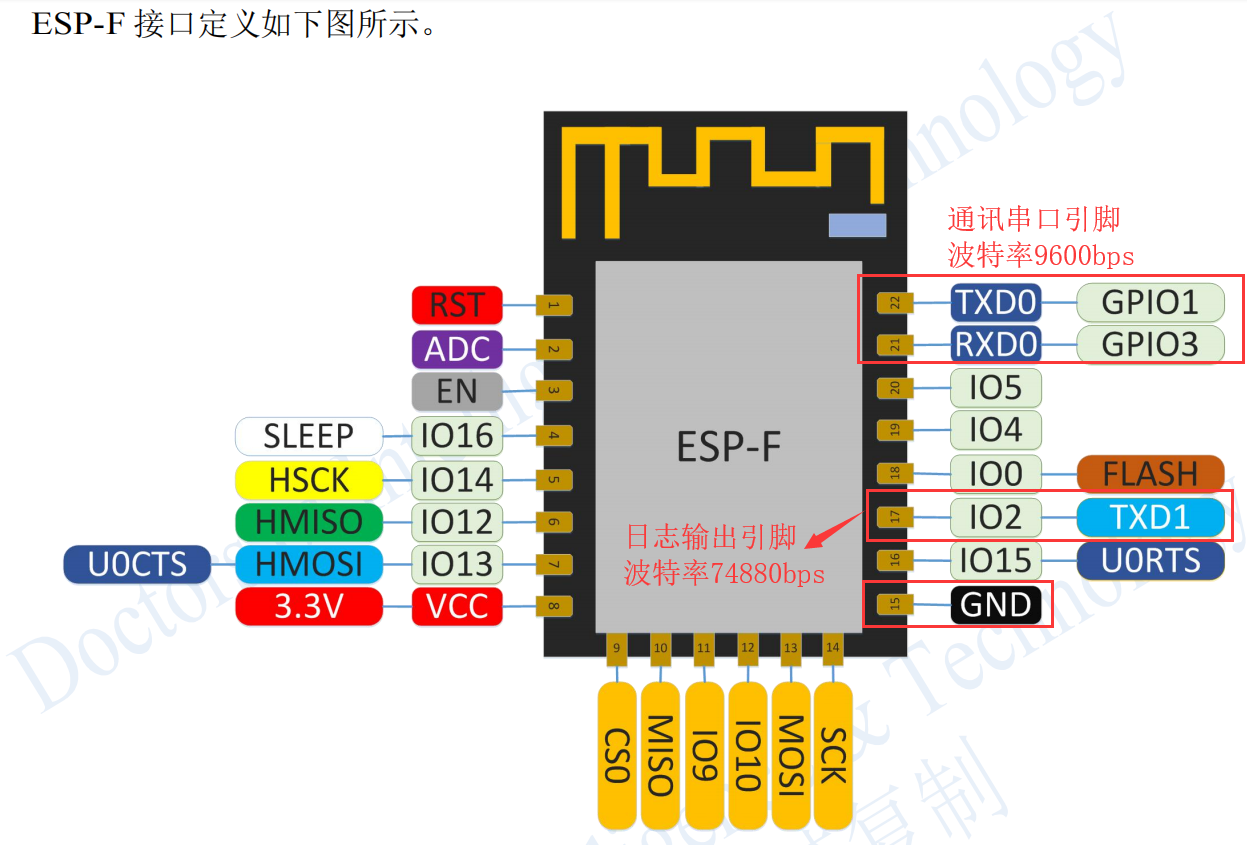 ESP-F 接口定义如下图所示。
通讯串口引脚
波特率9600bps
RST 1
ADC 2
EN 3
SLEEP IO16 4
HSCK IO14 5
HMISO IO12 6
U0CTS HMOSI IO13 7
3.3V VCC 8
ESP-F
22 TXD0 GPIO1
21 RXD0 GPIO3
20 IO5
19 IO4
18 IO0 FLASH
17 IO2 TXD1
16 IO15 U0RTS
15 GND
日志输出引脚
波特率74880bps
9 10 11 12 13 14
CS0 MISO IO9 IO10 MOSI SCK
& Technology
复制